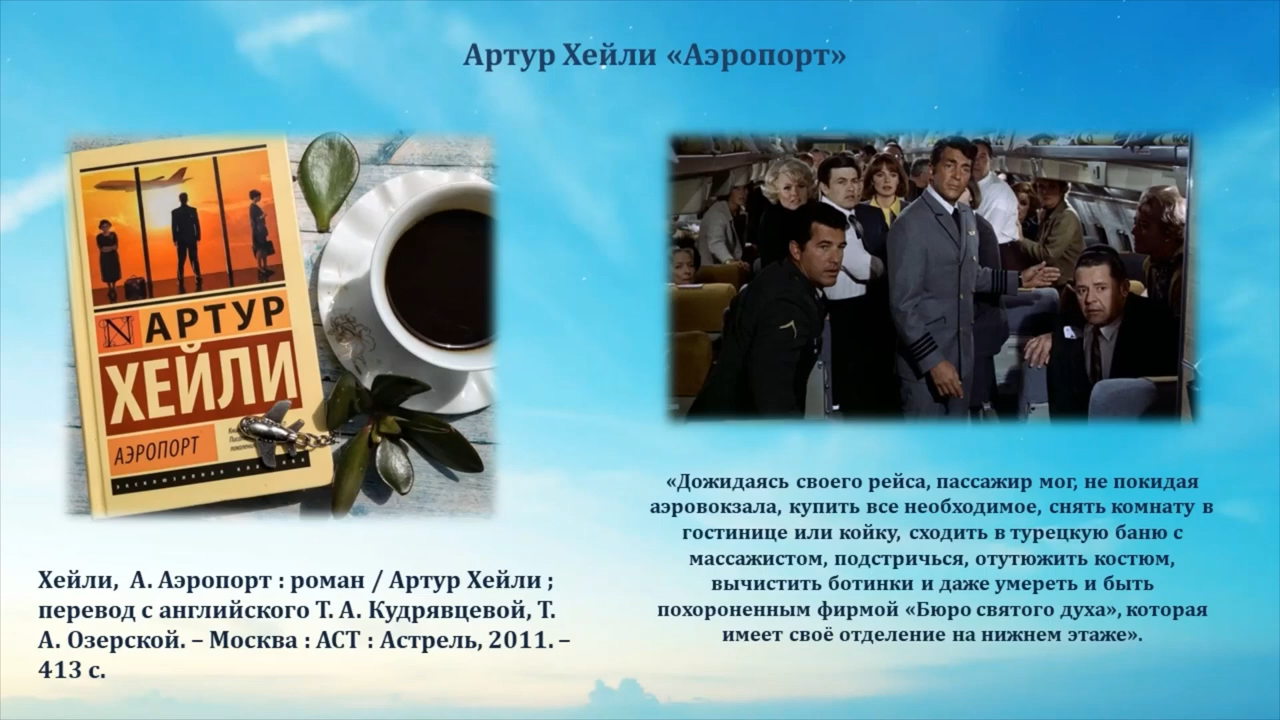 Артур Хейли «Аэропорт»
АРТУР
ХЕЙЛИ
АЭРОПОРТ
ЭКСКЛЮЗИВНАЯ КЛАССИКА
Хейли,  А. Аэропорт : роман / Артур Хейли ;
перевод с английского Т. А. Кудрявцевой, Т.
А. Озерской. – Москва : АСТ : Астрель, 2011. –
413 с.
«Дожидаясь своего рейса, пассажир мог, не покидая
аэровокзала, купить все необходимое, снять комнату в
гостинице или койку, сходить в турецкую баню с
массажистом, подстричься, отутюжить костюм,
вычистить ботинки и даже умереть и быть
похороненным фирмой «Бюро святого духа», которая
имеет своё отделение на нижнем этаже».